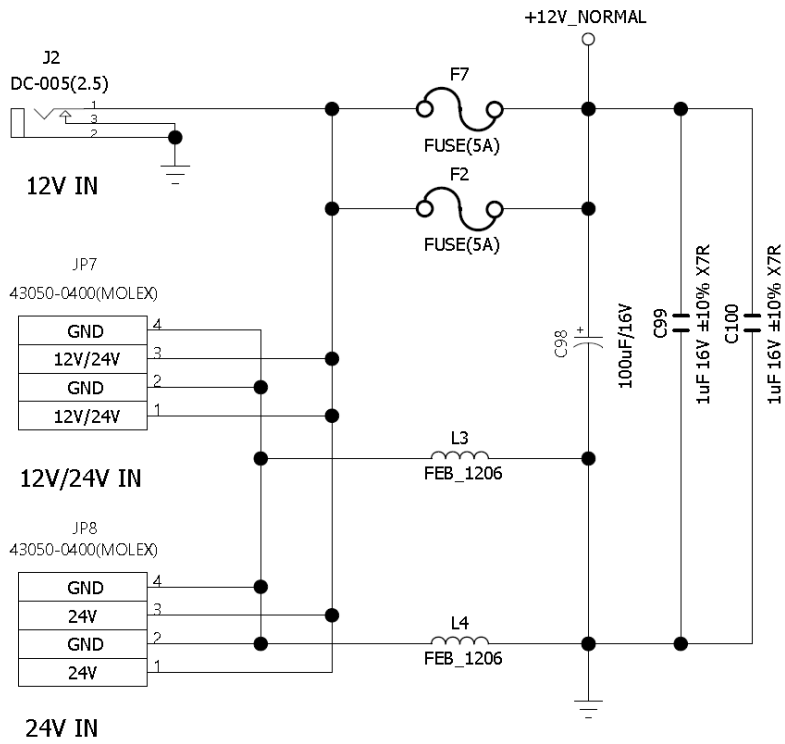 +12V_NORMAL
J2
DC-005(2.5)
1
3
2
12V IN
F7
FUSE(5A)
F2
FUSE(5A)
JP7
43050-0400(MOLEX)
GND 4
12V/24V 3
GND 2
12V/24V 1
12V/24V IN
+
C98
100uF/16V
C99
1uF 16V ±10% X7R
C100
1uF 16V ±10% X7R
L3
FEB_1206
JP8
43050-0400(MOLEX)
GND 4
24V 3
GND 2
24V 1
24V IN
L4
FEB_1206